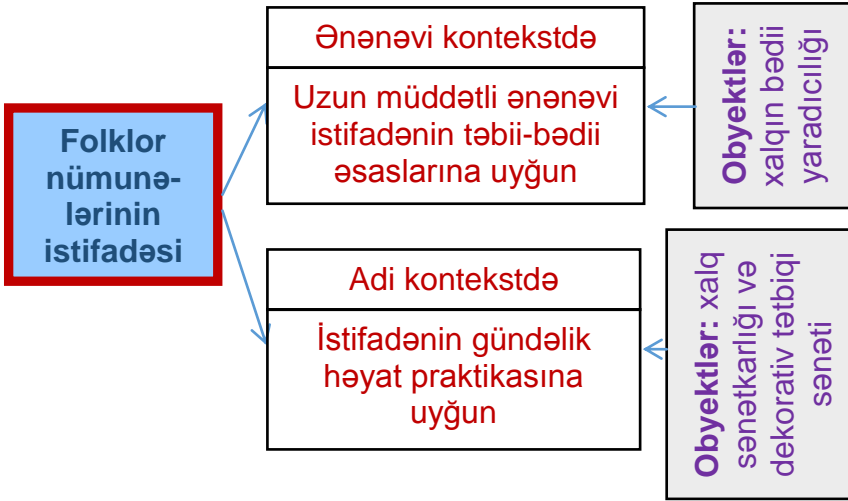 Folklor
nümunə-
lərinin
istifadəsi
Ənənəvi kontekstdə
Uzun müddətli ənənəvi
istifadənin təbii-bədii
əsaslarına uyğun
Obyektlər:
xalqın bədii
yaradıcılığı
Adi kontekstdə
İstifadənin gündəlik
həyat praktikasına
uyğun
Obyektlər: xalq
sənətkarlığı və
dekorativ tətbiqi
sənəti